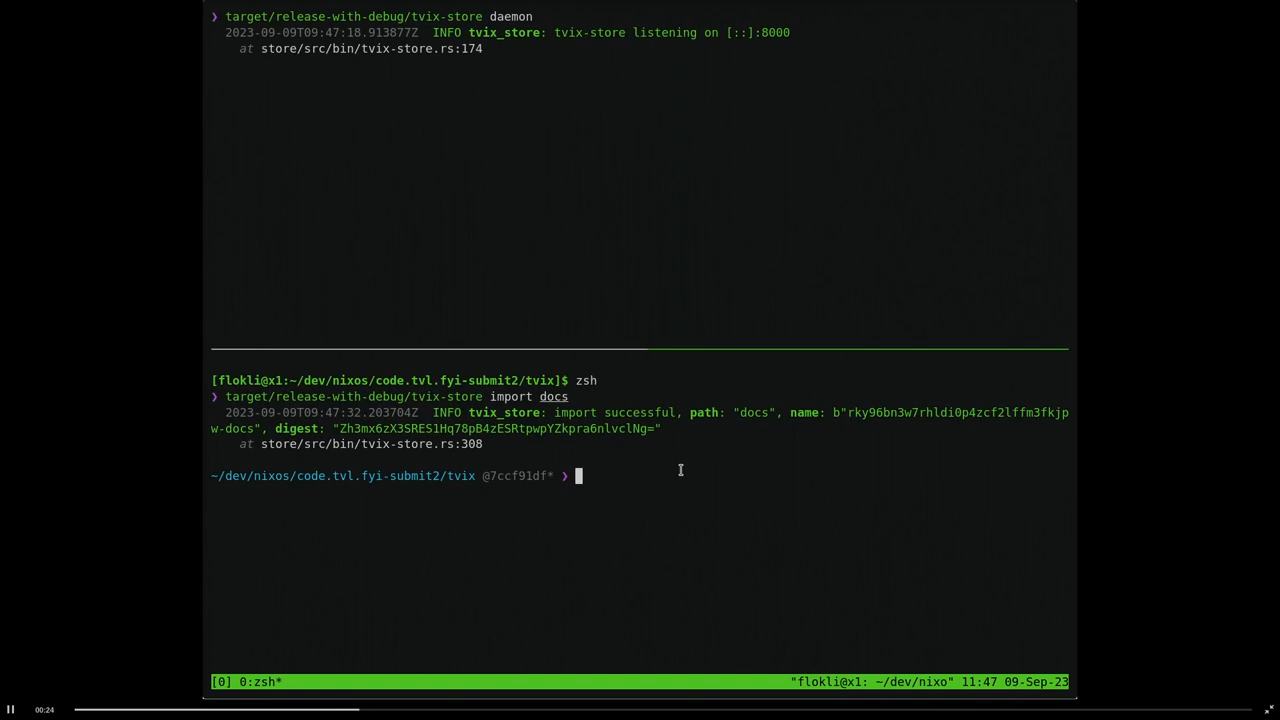 ❯ target/release-with-debug/tvix-store daemon
2023-09-09T09:47:18.913877Z  INFO tvix_store: tvix-store listening on [::]:8000
at store/src/bin/tvix-store.rs:174
[flokli@x1:~/dev/nixos/code.tvl.fyi-submit2/tvix]$ zsh
❯ target/release-with-debug/tvix-store import docs
2023-09-09T09:47:32.203704Z  INFO tvix_store: import successful, path: "docs", name: b"rky96bn3w7rhldi0p4zcf2lffm3fkjp
w-docs", digest: "Zh3mx6zX3SRES1Hq78pB4zESRtpwpYZkpra6nlvclNg="
at store/src/bin/tvix-store.rs:308
~/dev/nixos/code.tvl.fyi-submit2/tvix @7ccf91df* ❯
[0] 0:zsh* "flokli@x1: ~/dev/nixo" 11:47 09-Sep-23
00:24